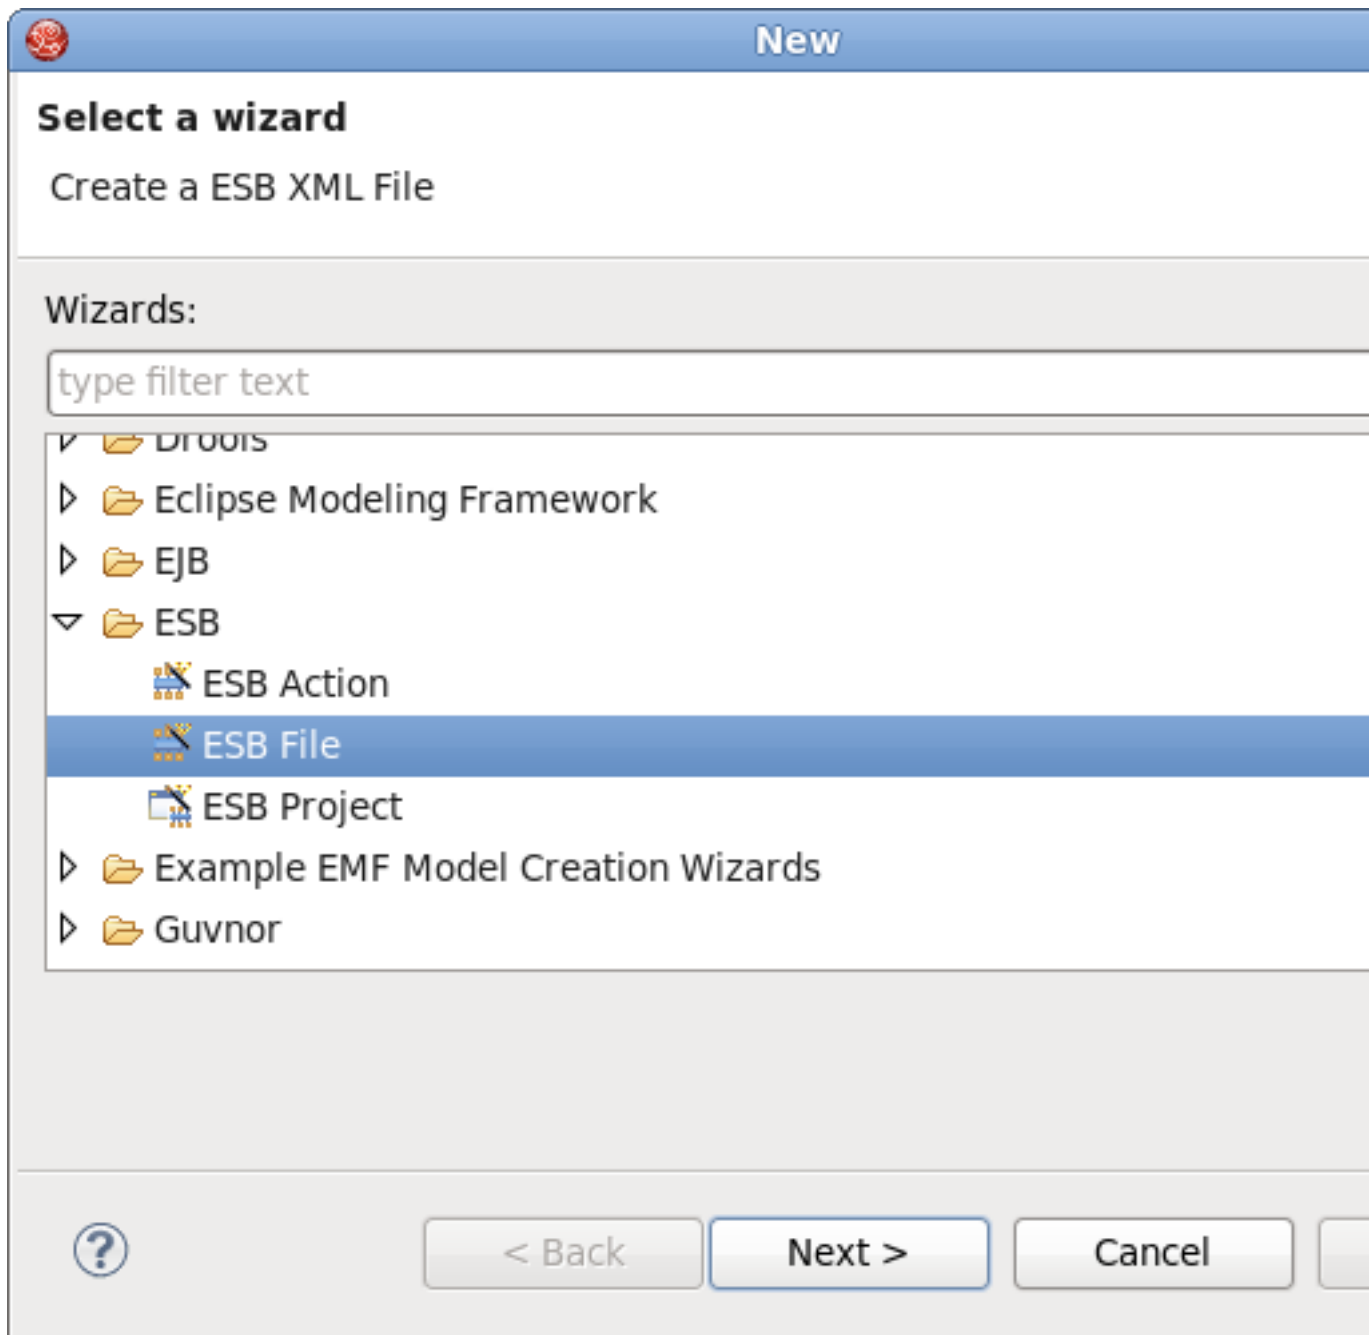 New
Select a wizard
Create a ESB XML File
Wizards:
type filter text
Drools
Eclipse Modeling Framework
EJB
ESB
ESB Action
ESB File
ESB Project
Example EMF Model Creation Wizards
Guvnor
?
< Back
Next >
Cancel